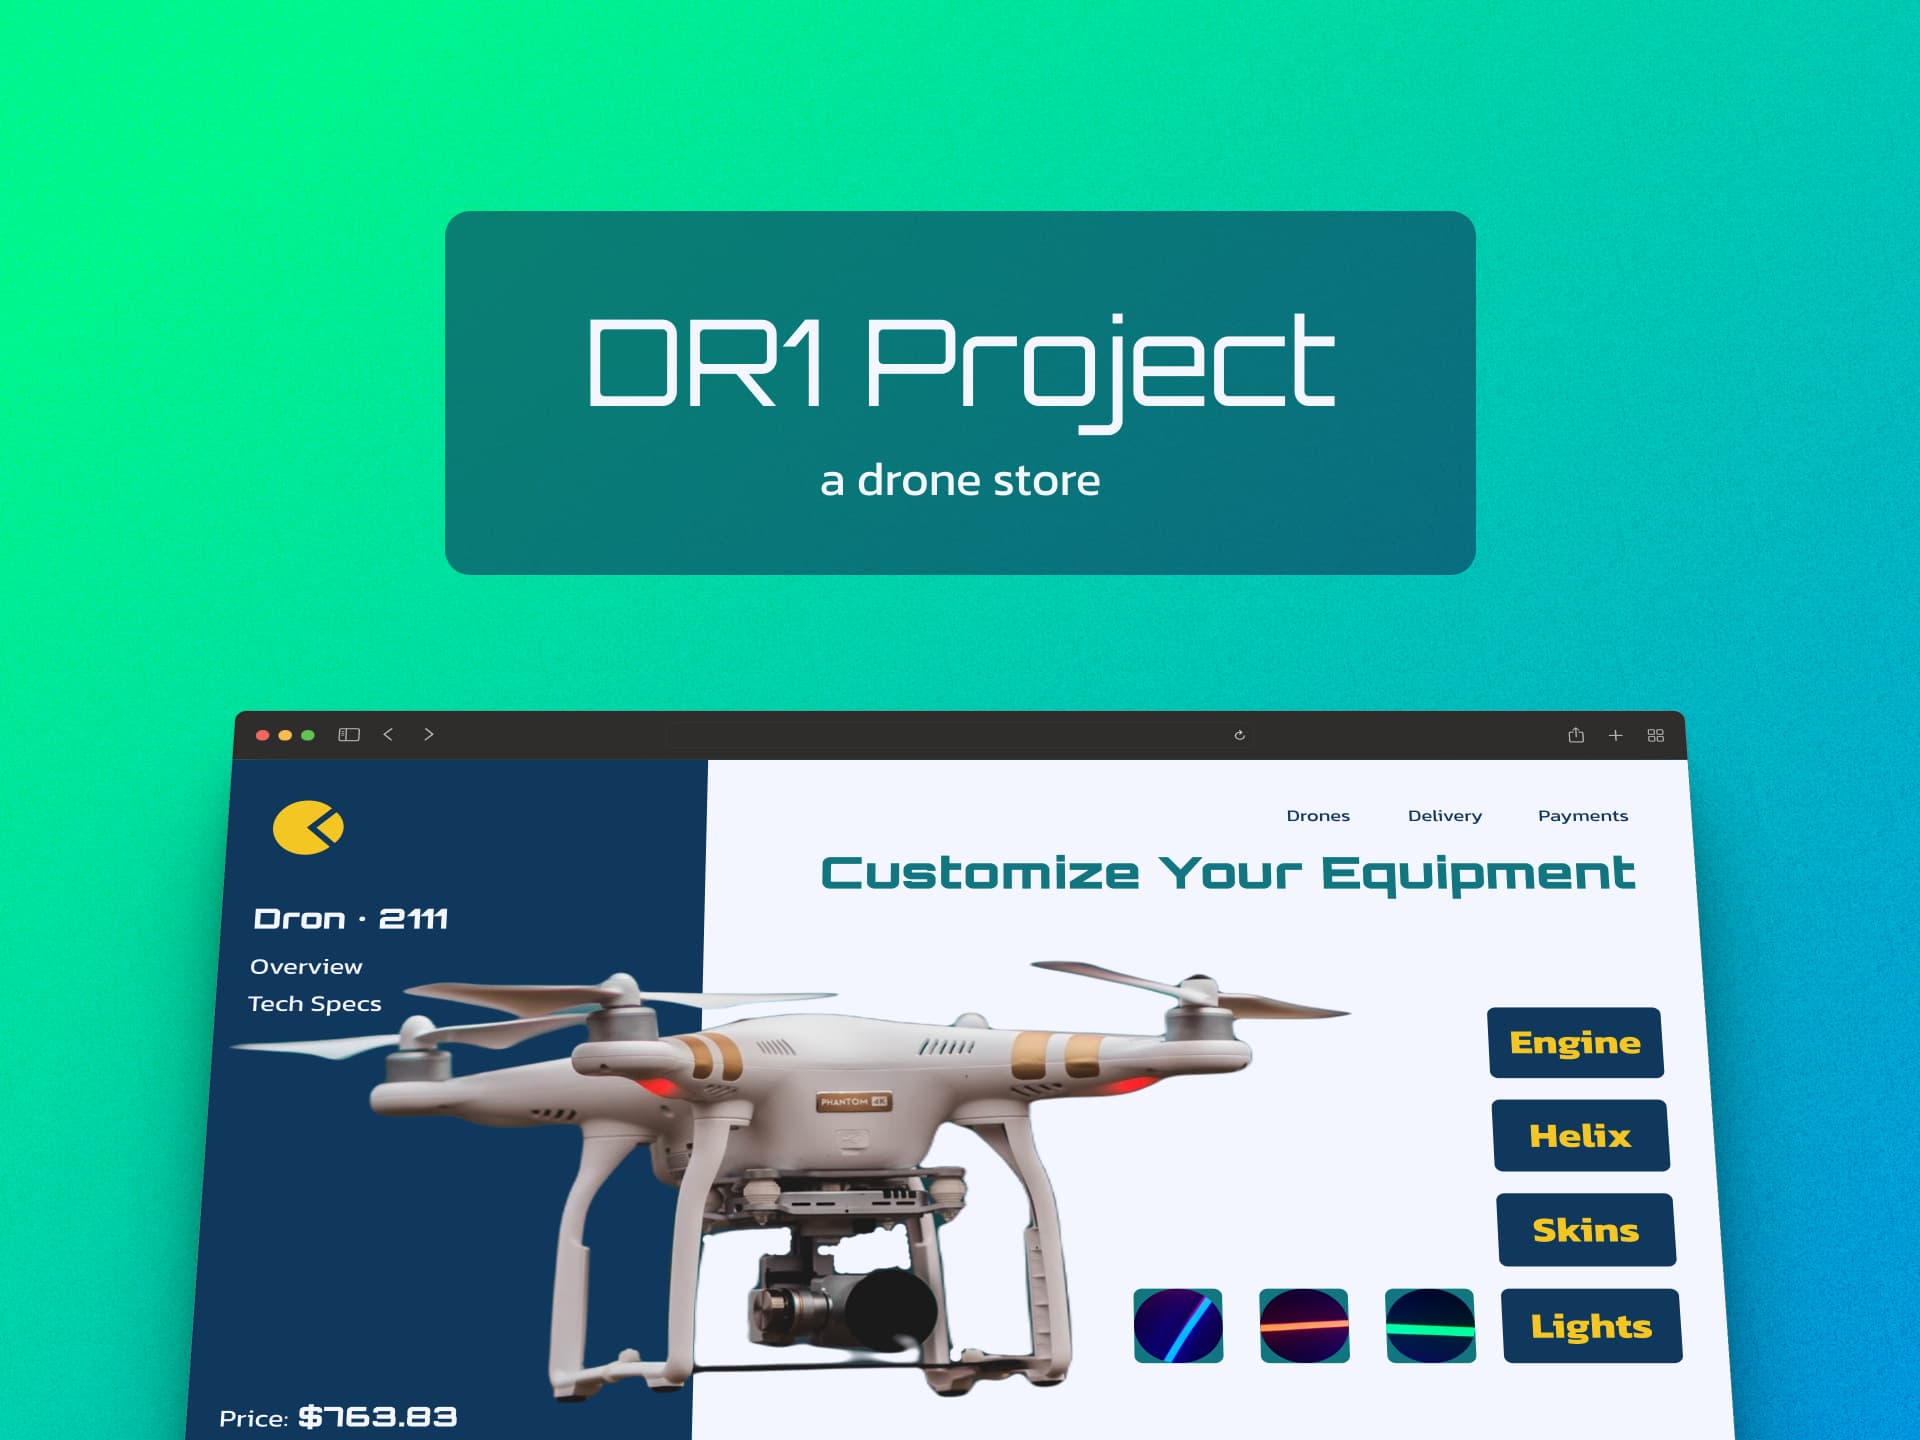 DR1 Project
a drone store
Drones Delivery Payments
Customize Your Equipment
Dron · 2111
Overview
Tech Specs
PHANTOM 4K
Engine
Helix
Skins
Lights
Price: $763.83